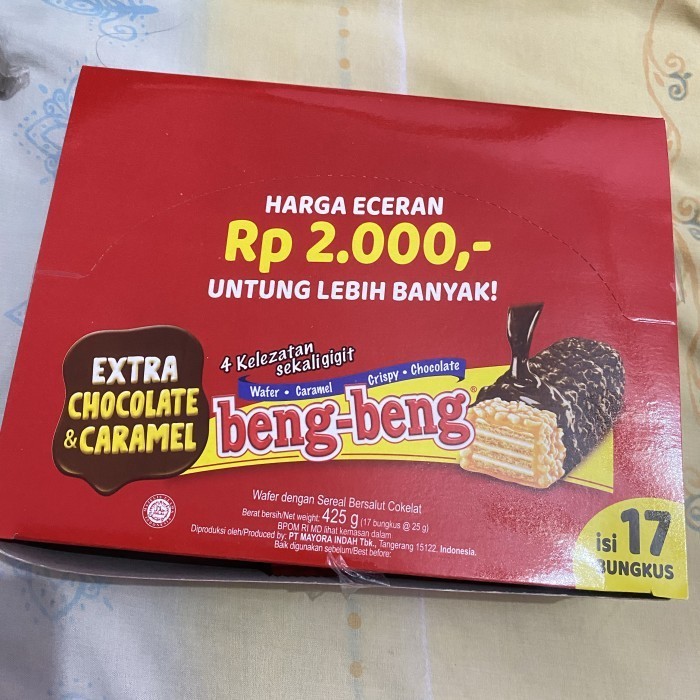 HARGA ECERAN
Rp 2.000,-
UNTUNG LEBIH BANYAK!
EXTRA
CHOCOLATE
& CARAMEL
4 Kelezatan
sekali gigit
Wafer • Caramel Crispy • Chocolate
beng-beng®
Wafer dengan Sereal Bersalut Cokelat
Berat bersih/Net weight: 425 g (17 bungkus @ 25 g)
BPOM RI MD lihat kemasan dalam
Diproduksi oleh/Produced by: PT MAYORA INDAH Tbk., Tangerang 15122, Indonesia.
Baik digunakan sebelum/Best before:
isi 17
BUNGKUS